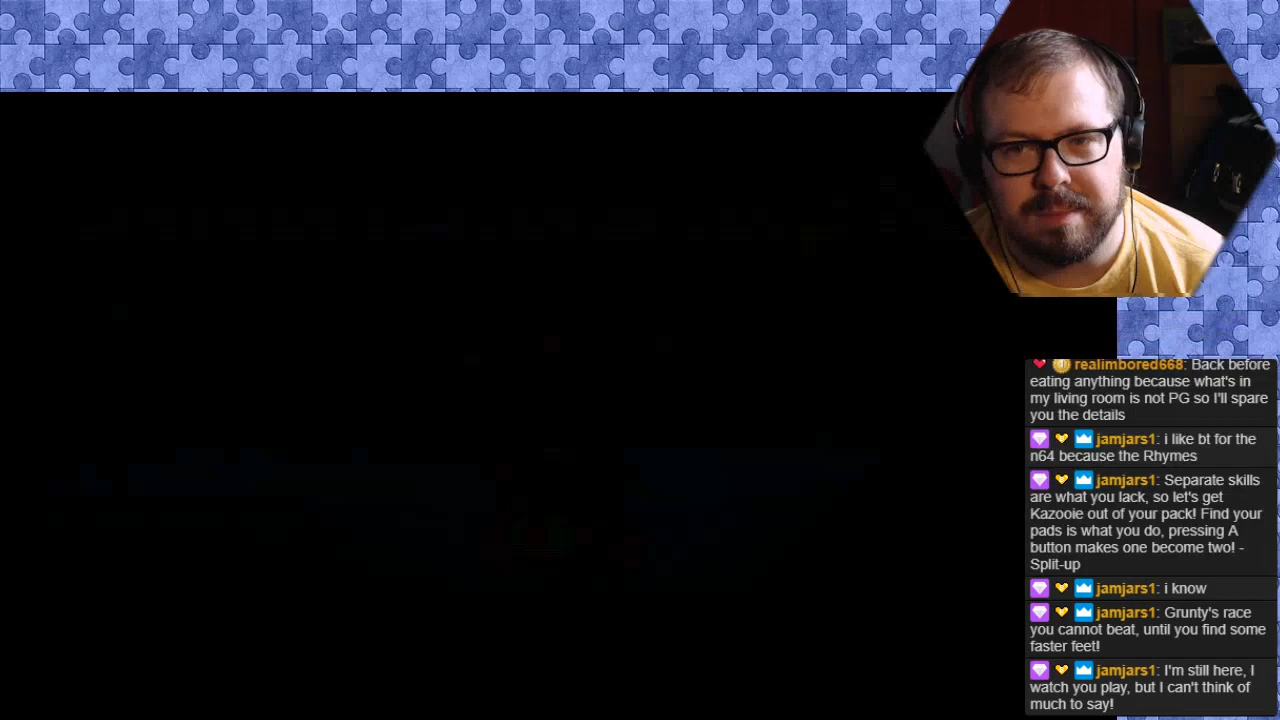 realimbored668: Back before
eating anything because what's in
my living room is not PG so I'll spare
you the details
jamjars1: i like bt for the
n64 because the Rhymes
jamjars1: Separate skills
are what you lack, so let's get
Kazooie out of your pack! Find your
pads is what you do, pressing A
button makes one become two! -
Split-up
jamjars1: i know
jamjars1: Grunty's race
you cannot beat, until you find some
faster feet!
jamjars1: I'm still here, I
watch you play, but I can't think of
much to say!